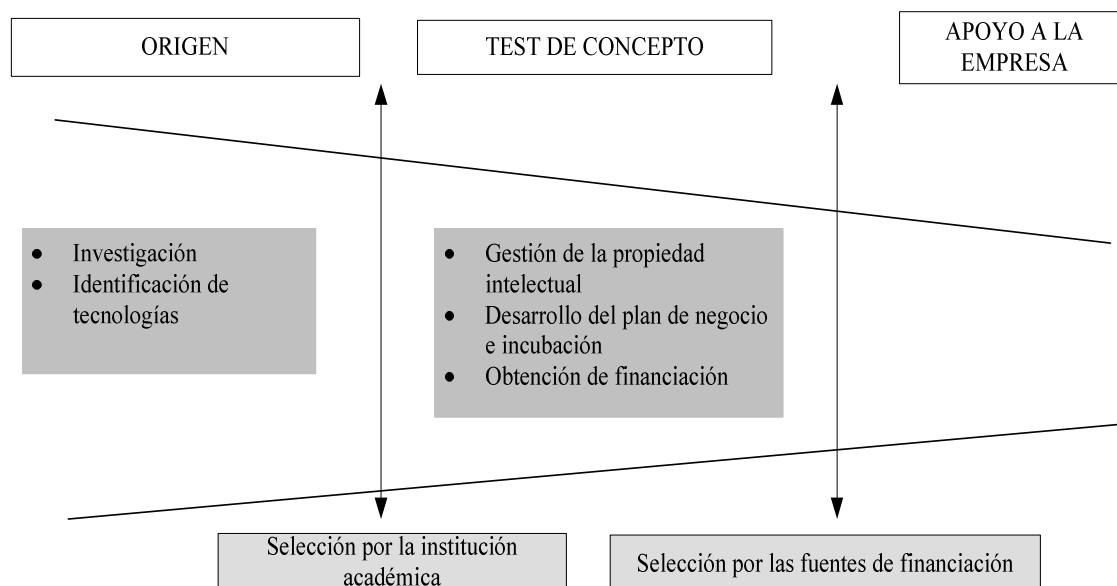 ORIGEN
TEST DE CONCEPTO
APOYO A LA
EMPRESA
• Investigación
• Identificación de
tecnologías
• Gestión de la propiedad
intelectual
• Desarrollo del plan de negocio
e incubación
• Obtención de financiación
Selección por la institución
académica
Selección por las fuentes de financiación